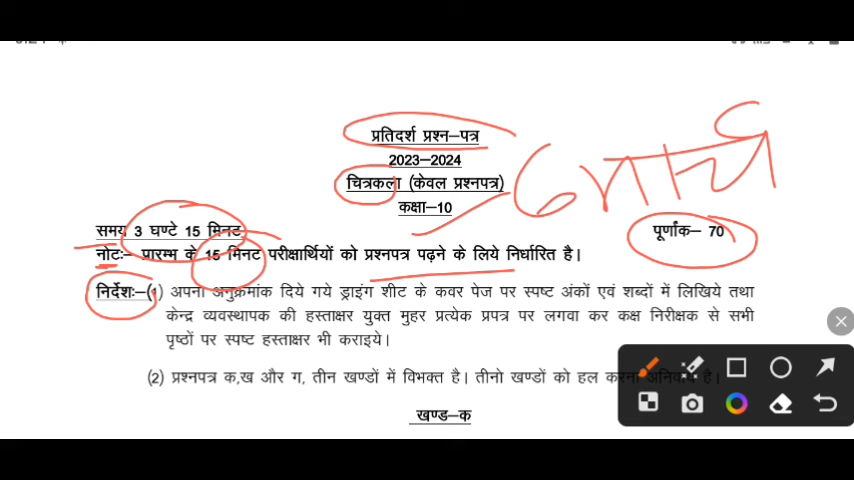 प्रतिदर्श प्रश्न–पत्र
2023–2024
चित्रकला (केवल प्रश्नपत्र)
कक्षा–10
6 मार्च
समय 3 घण्टे 15 मिनट
पूर्णांक– 70
नोटः– प्रारम्भ के 15 मिनट परीक्षार्थियों को प्रश्नपत्र पढ़ने के लिये निर्धारित है।
निर्देशः–(1) अपना अनुक्रमांक दिये गये ड्राइंग शीट के कवर पेज पर स्पष्ट अंकों एवं शब्दों में लिखिये तथा
केन्द्र व्यवस्थापक की हस्ताक्षर युक्त मुहर प्रत्येक प्रपत्र पर लगवा कर कक्ष निरीक्षक से सभी
पृष्ठों पर स्पष्ट हस्ताक्षर भी कराइये।
(2) प्रश्नपत्र क,ख और ग, तीन खण्डों में विभक्त है। तीनो खण्डों को हल करना अनिवार्य है।
खण्ड–क